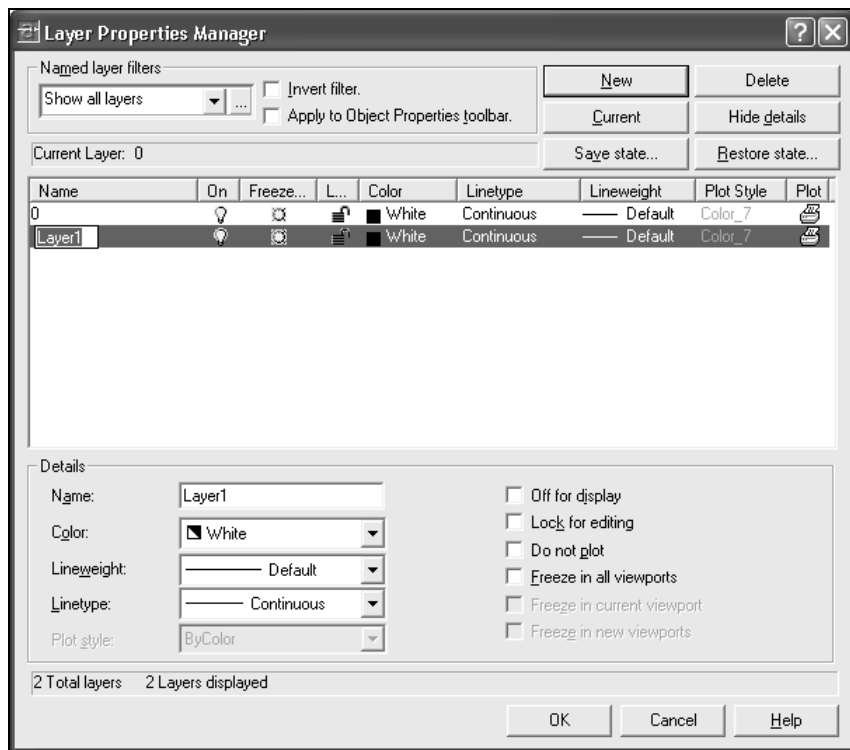 Layer Properties Manager
Named layer filters
Show all layers
...
Invert filter.
Apply to Object Properties toolbar.
New
Delete
Current
Hide details
Current Layer: 0
Save state...
Restore state...
Name On Freeze... L... Color Linetype Lineweight Plot Style Plot
0 White Continuous Default Color_7
Layer1 White Continuous Default Color_7
Details
Name: Layer1
Color: White
Lineweight: Default
Linetype: Continuous
Plot style: ByColor
Off for display
Lock for editing
Do not plot
Freeze in all viewports
Freeze in current viewport
Freeze in new viewports
2 Total layers 2 Layers displayed
OK Cancel Help